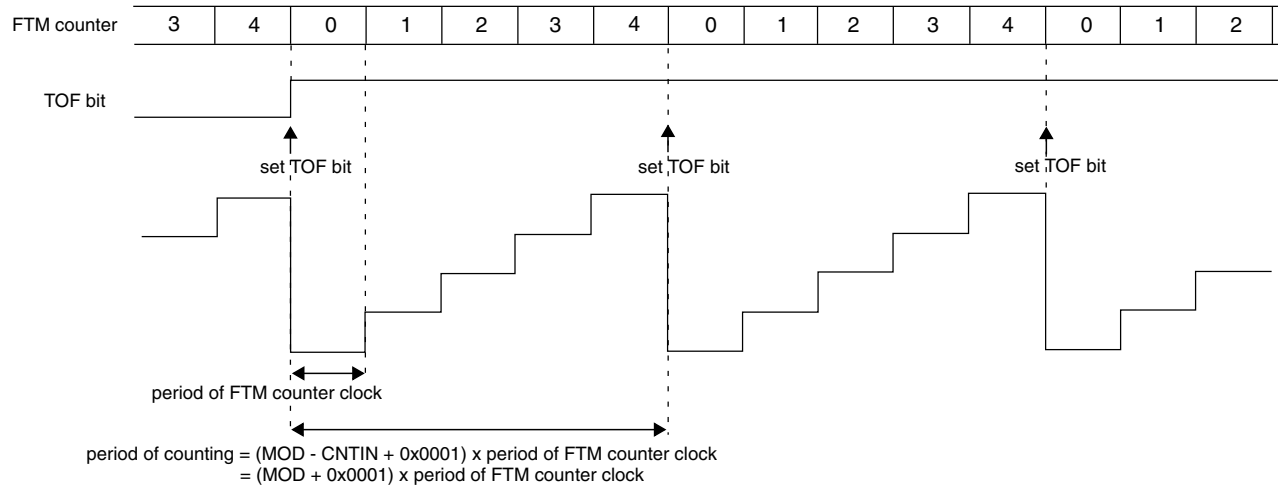 FTM counter 3 4 0 1 2 3 4 0 1 2 3 4 0 1 2
TOF bit
set TOF bit set TOF bit set TOF bit
period of FTM counter clock
period of counting = (MOD - CNTIN + 0x0001) x period of FTM counter clock
= (MOD + 0x0001) x period of FTM counter clock